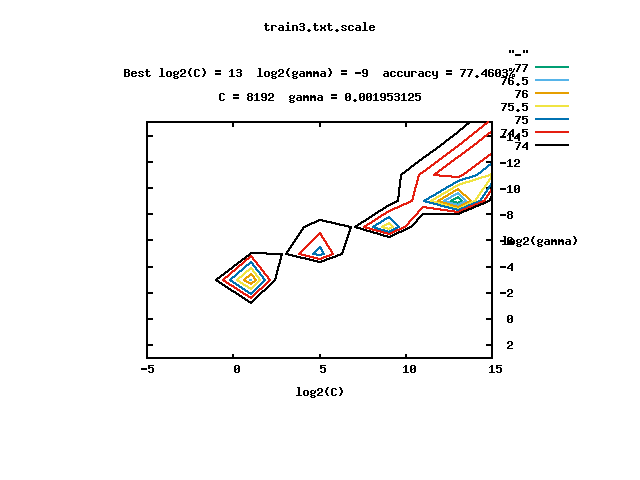 train3.txt.scale
"-"
Best log2(C) = 13  log2(gamma) = -9  accuracy = 77.4603%
77
76.5
C = 8192  gamma = 0.001953125
76
75.5
75
74.5
74
-14
-12
-10
-8
-6
log2(gamma)
-4
-2
0
2
-5 0 5 10 15
log2(C)